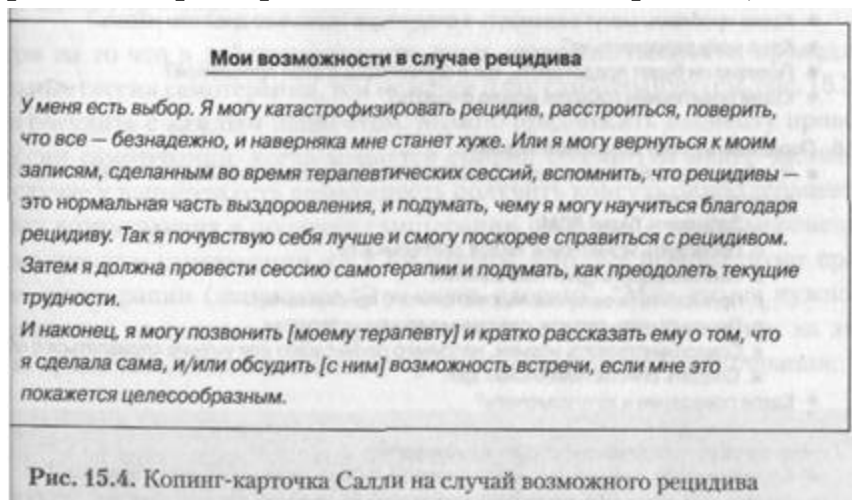 Мои возможности в случае рецидива
У меня есть выбор. Я могу катастрофизировать рецидив, расстроиться, поверить,
что все — безнадежно, и наверняка мне станет хуже. Или я могу вернуться к моим
записям, сделанным во время терапевтических сессий, вспомнить, что рецидивы —
это нормальная часть выздоровления, и подумать, чему я могу научиться благодаря
рецидиву. Так я почувствую себя лучше и смогу поскорее справиться с рецидивом.
Затем я должна провести сессию самотерапии и подумать, как преодолеть текущие
трудности.
И наконец, я могу позвонить [моему терапевту] и кратко рассказать ему о том, что
я сделала сама, и/или обсудить [с ним] возможность встречи, если мне это
покажется целесообразным.
Рис. 15.4. Копинг-карточка Салли на случай возможного рецидива